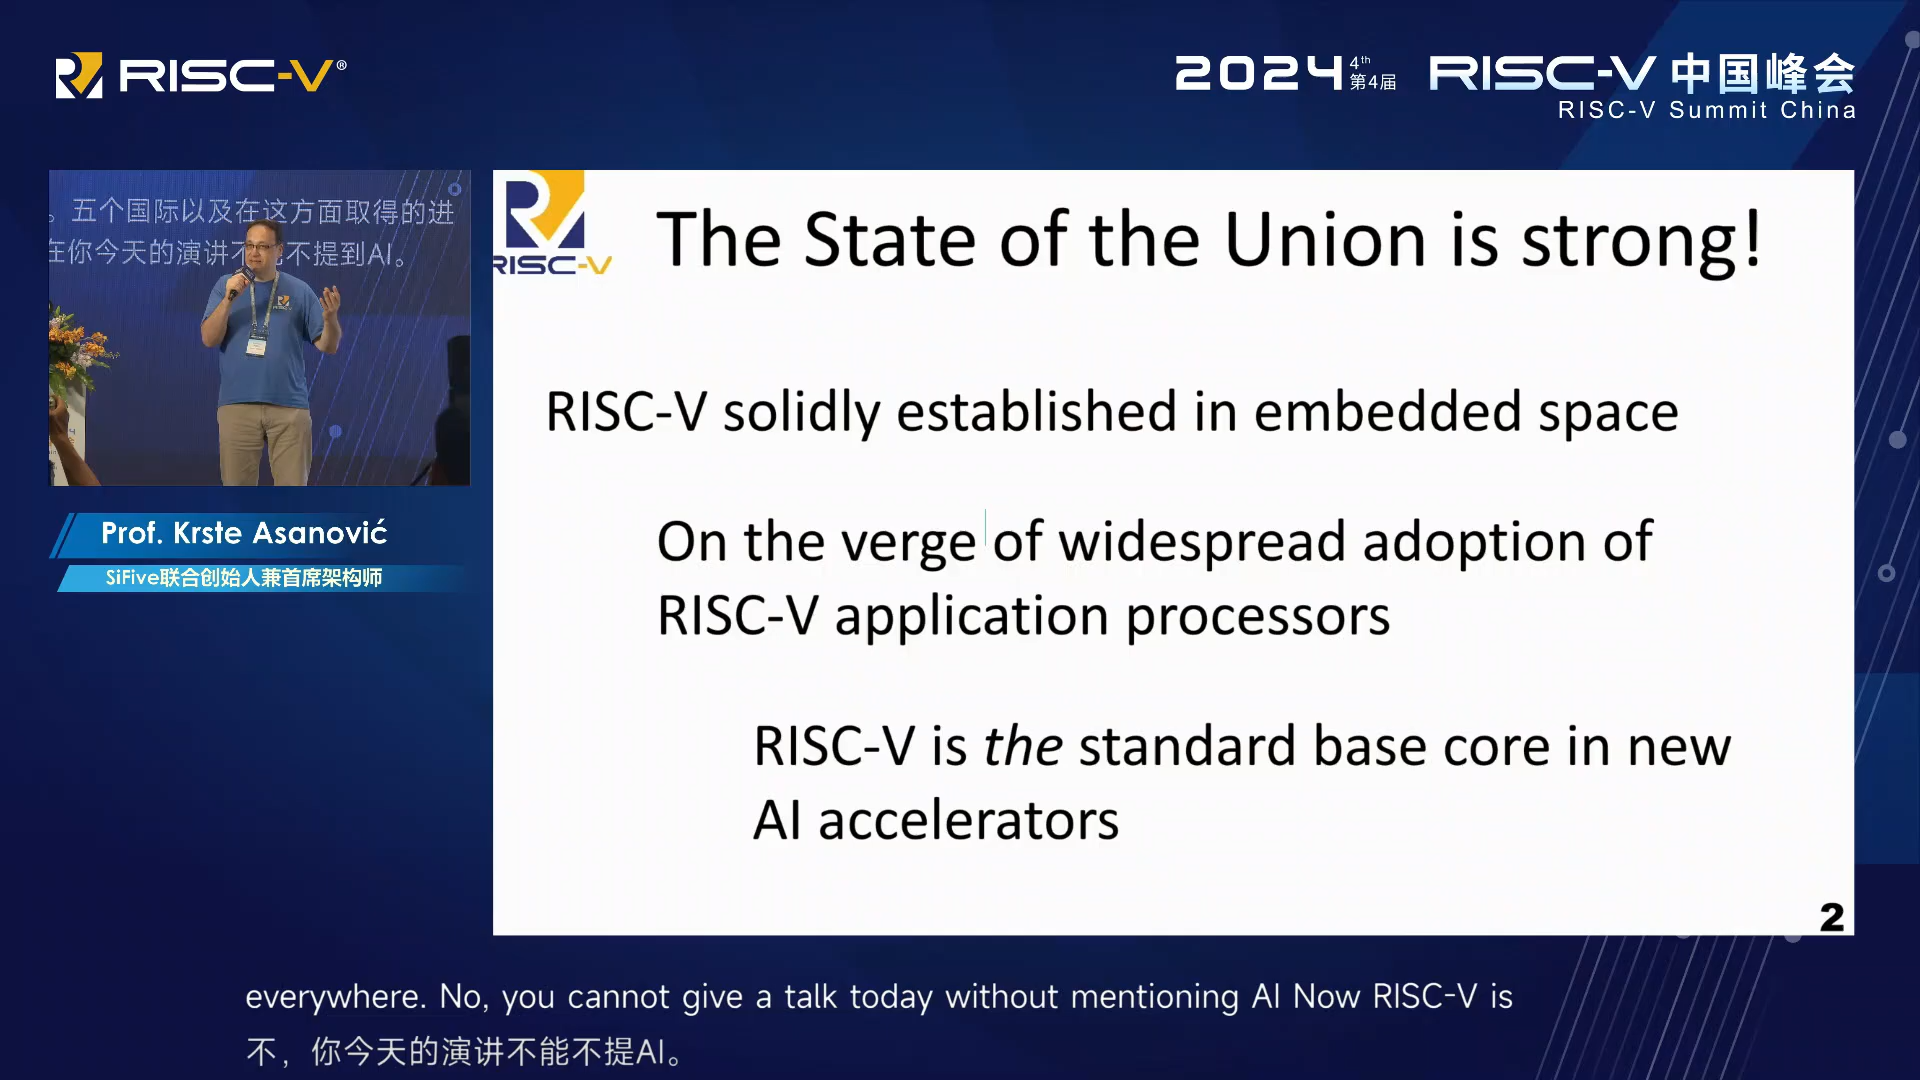 RISC-V®
2024 4th 第4届 RISC-V 中国峰会
RISC-V Summit China
。五个国际以及在这方面取得的进
在你今天的演讲不能不提到AI。
Prof. Krste Asanović
SiFive联合创始人兼首席架构师
RISC-V
The State of the Union is strong!
RISC-V solidly established in embedded space
On the verge of widespread adoption of
RISC-V application processors
RISC-V is the standard base core in new
AI accelerators
2
everywhere. No, you cannot give a talk today without mentioning AI Now RISC-V is
不，你今天的演讲不能不提AI。